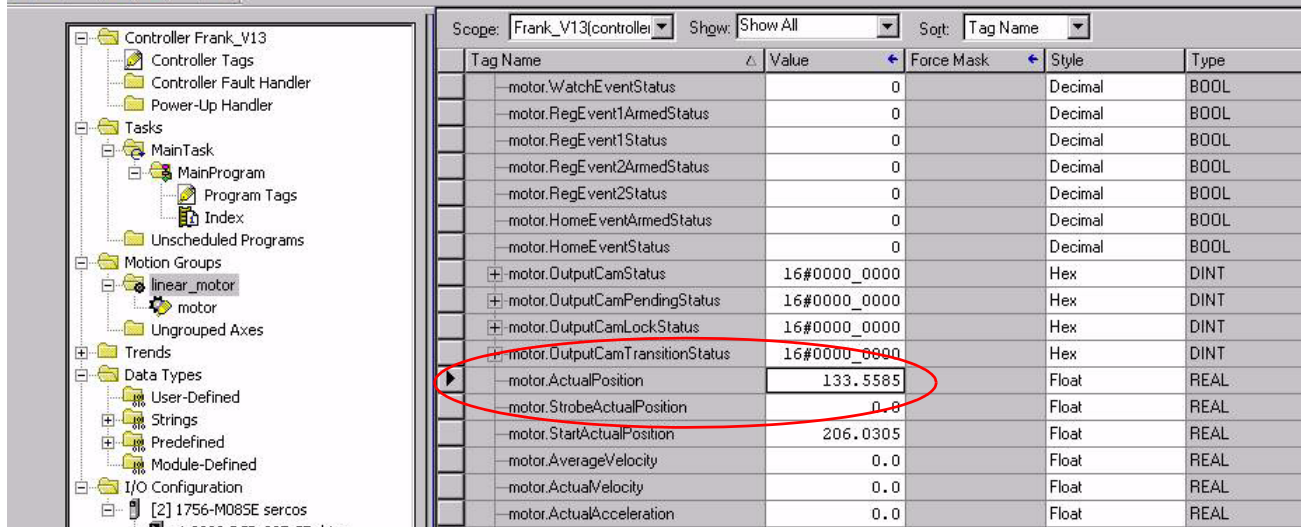 Controller Frank_V13
Controller Tags
Controller Fault Handler
Power-Up Handler
Tasks
MainTask
MainProgram
Program Tags
Index
Unscheduled Programs
Motion Groups
linear_motor
motor
Ungrouped Axes
Trends
Data Types
User-Defined
Strings
Predefined
Module-Defined
I/O Configuration
[2] 1756-M08SE sercos
Scope: Frank_V13(controller Show: Show All Sort: Tag Name
Tag Name Value Force Mask Style Type
motor.WatchEventStatus 0 Decimal BOOL
motor.RegEvent1ArmedStatus 0 Decimal BOOL
motor.RegEvent1Status 0 Decimal BOOL
motor.RegEvent2ArmedStatus 0 Decimal BOOL
motor.RegEvent2Status 0 Decimal BOOL
motor.HomeEventArmedStatus 0 Decimal BOOL
motor.HomeEventStatus 0 Decimal BOOL
motor.OutputCamStatus 16#0000_0000 Hex DINT
motor.OutputCamPendingStatus 16#0000_0000 Hex DINT
motor.OutputCamLockStatus 16#0000_0000 Hex DINT
motor.OutputCamTransitionStatus 16#0000_0000 Hex DINT
motor.ActualPosition 133.5585 Float REAL
motor.StrobeActualPosition 0.0 Float REAL
motor.StartActualPosition 206.0305 Float REAL
motor.AverageVelocity 0.0 Float REAL
motor.ActualVelocity 0.0 Float REAL
motor.ActualAcceleration 0.0 Float REAL